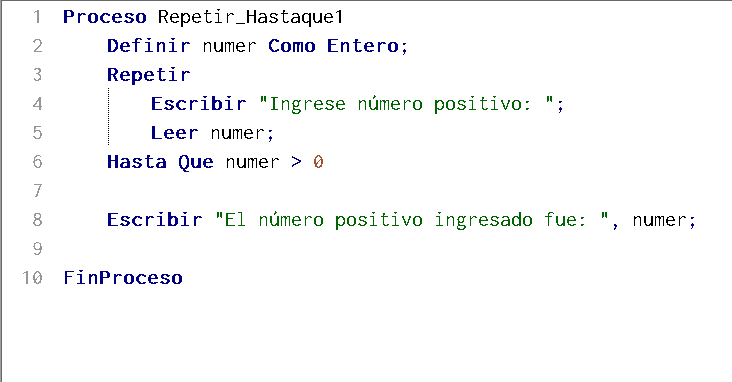 1 Proceso Repetir_Hastaque1
2 Definir numer Como Entero;
3 Repetir
4 Escribir "Ingrese número positivo: ";
5 Leer numer;
6 Hasta Que numer > 0
7
8 Escribir "El número positivo ingresado fue: ", numer;
9
10 FinProceso